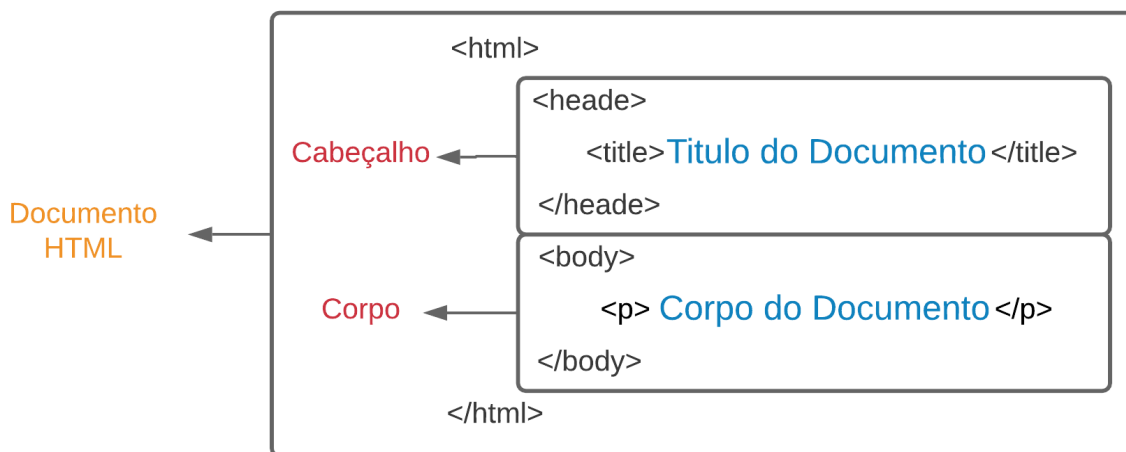 <html>
<heade>
Cabeçalho
<title>Titulo do Documento</title>
</heade>
Documento
HTML
<body>
Corpo
<p> Corpo do Documento </p>
</body>
</html>